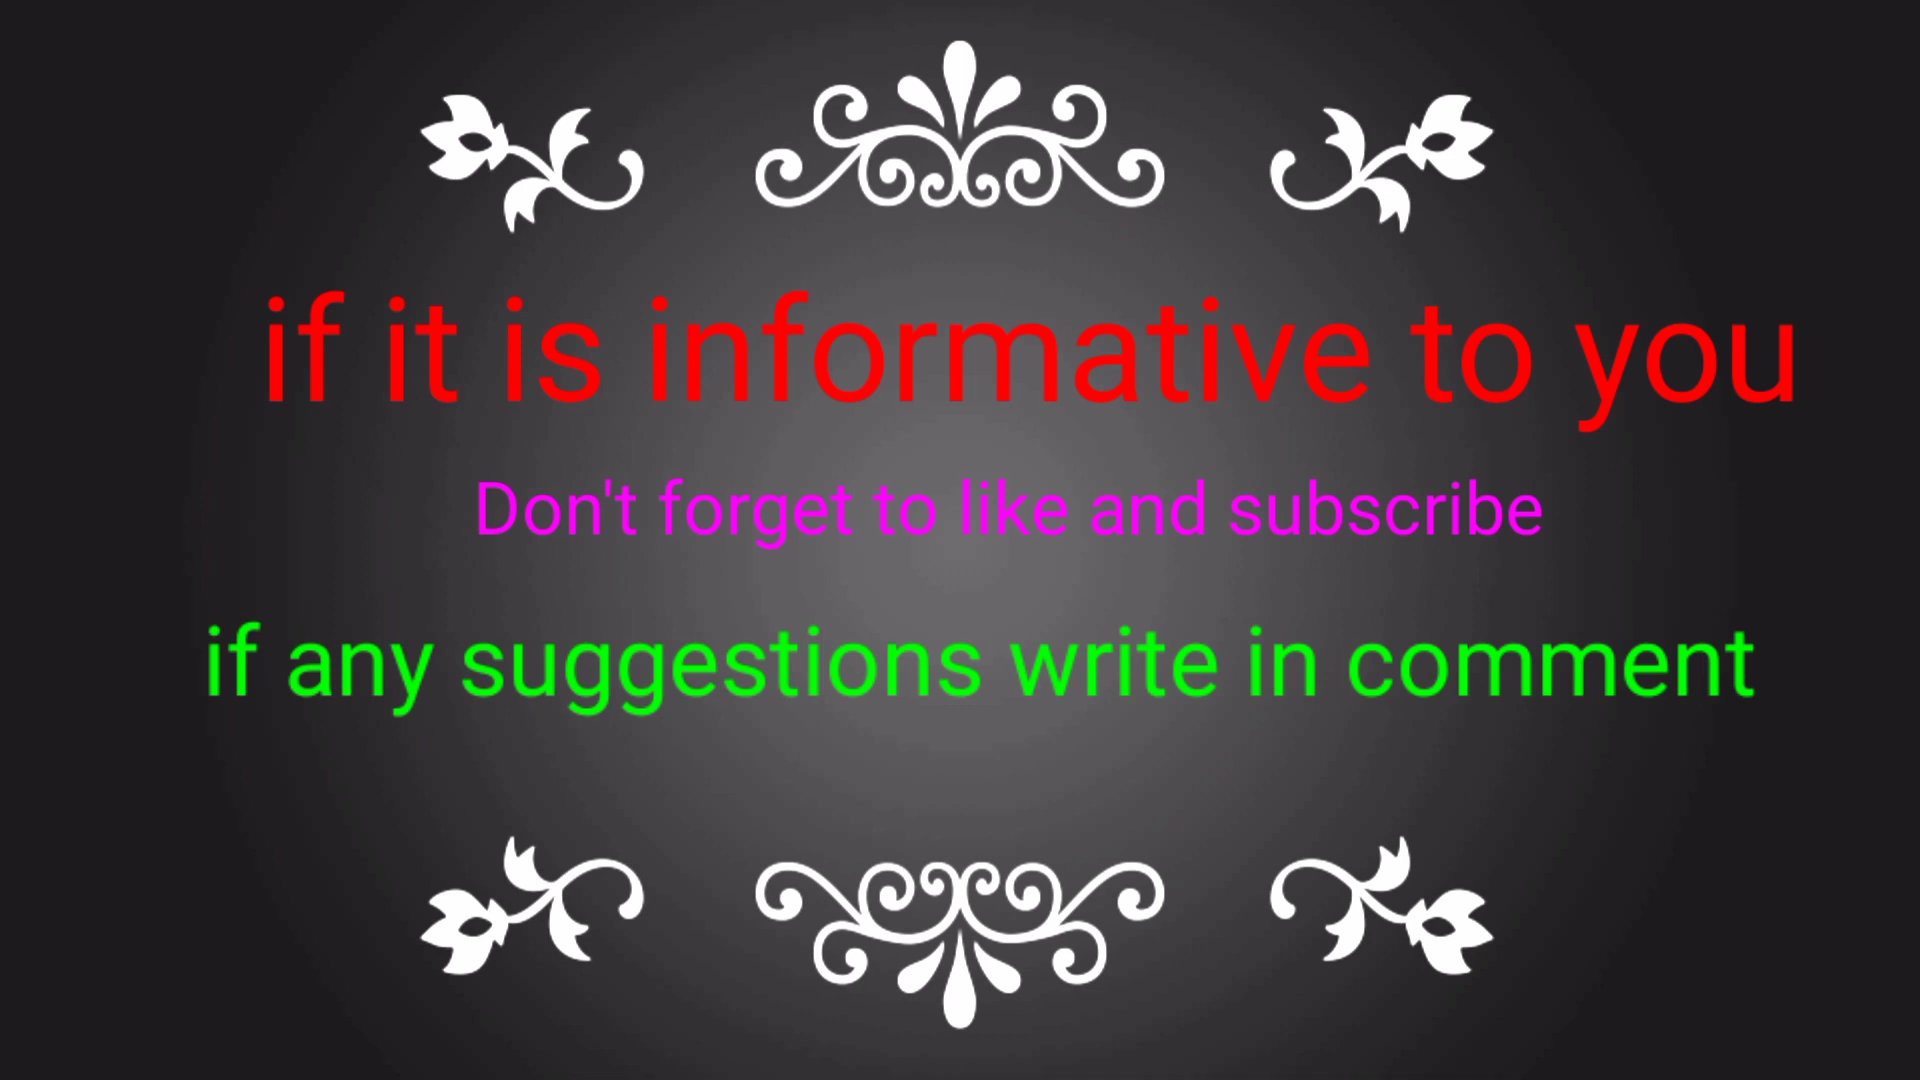 if it is informative to you
Don't forget to like and subscribe
if any suggestions write in comment